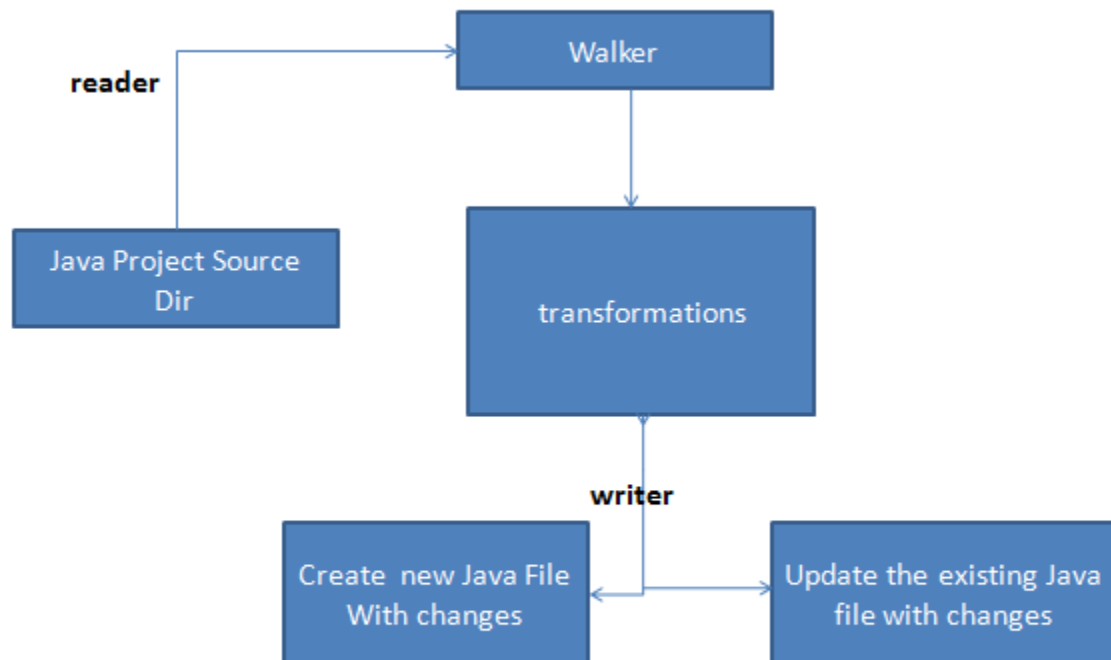 Walker
reader
Java Project Source
Dir
transformations
writer
Create new Java File
With changes
Update the existing Java
file with changes